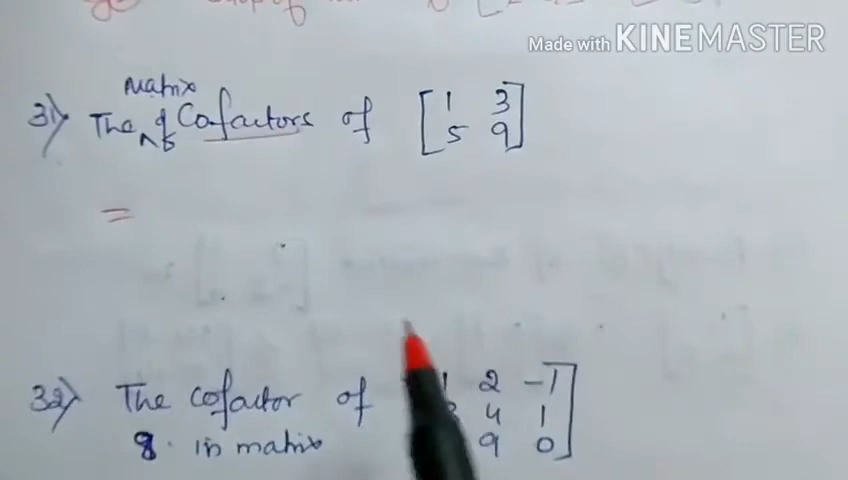 Made with KINEMASTER
Matrix
31) The of Cofactors of [1 3
5 9]
=
32) The cofactor of 2 -1
4 1
8. in matrix 9 0]